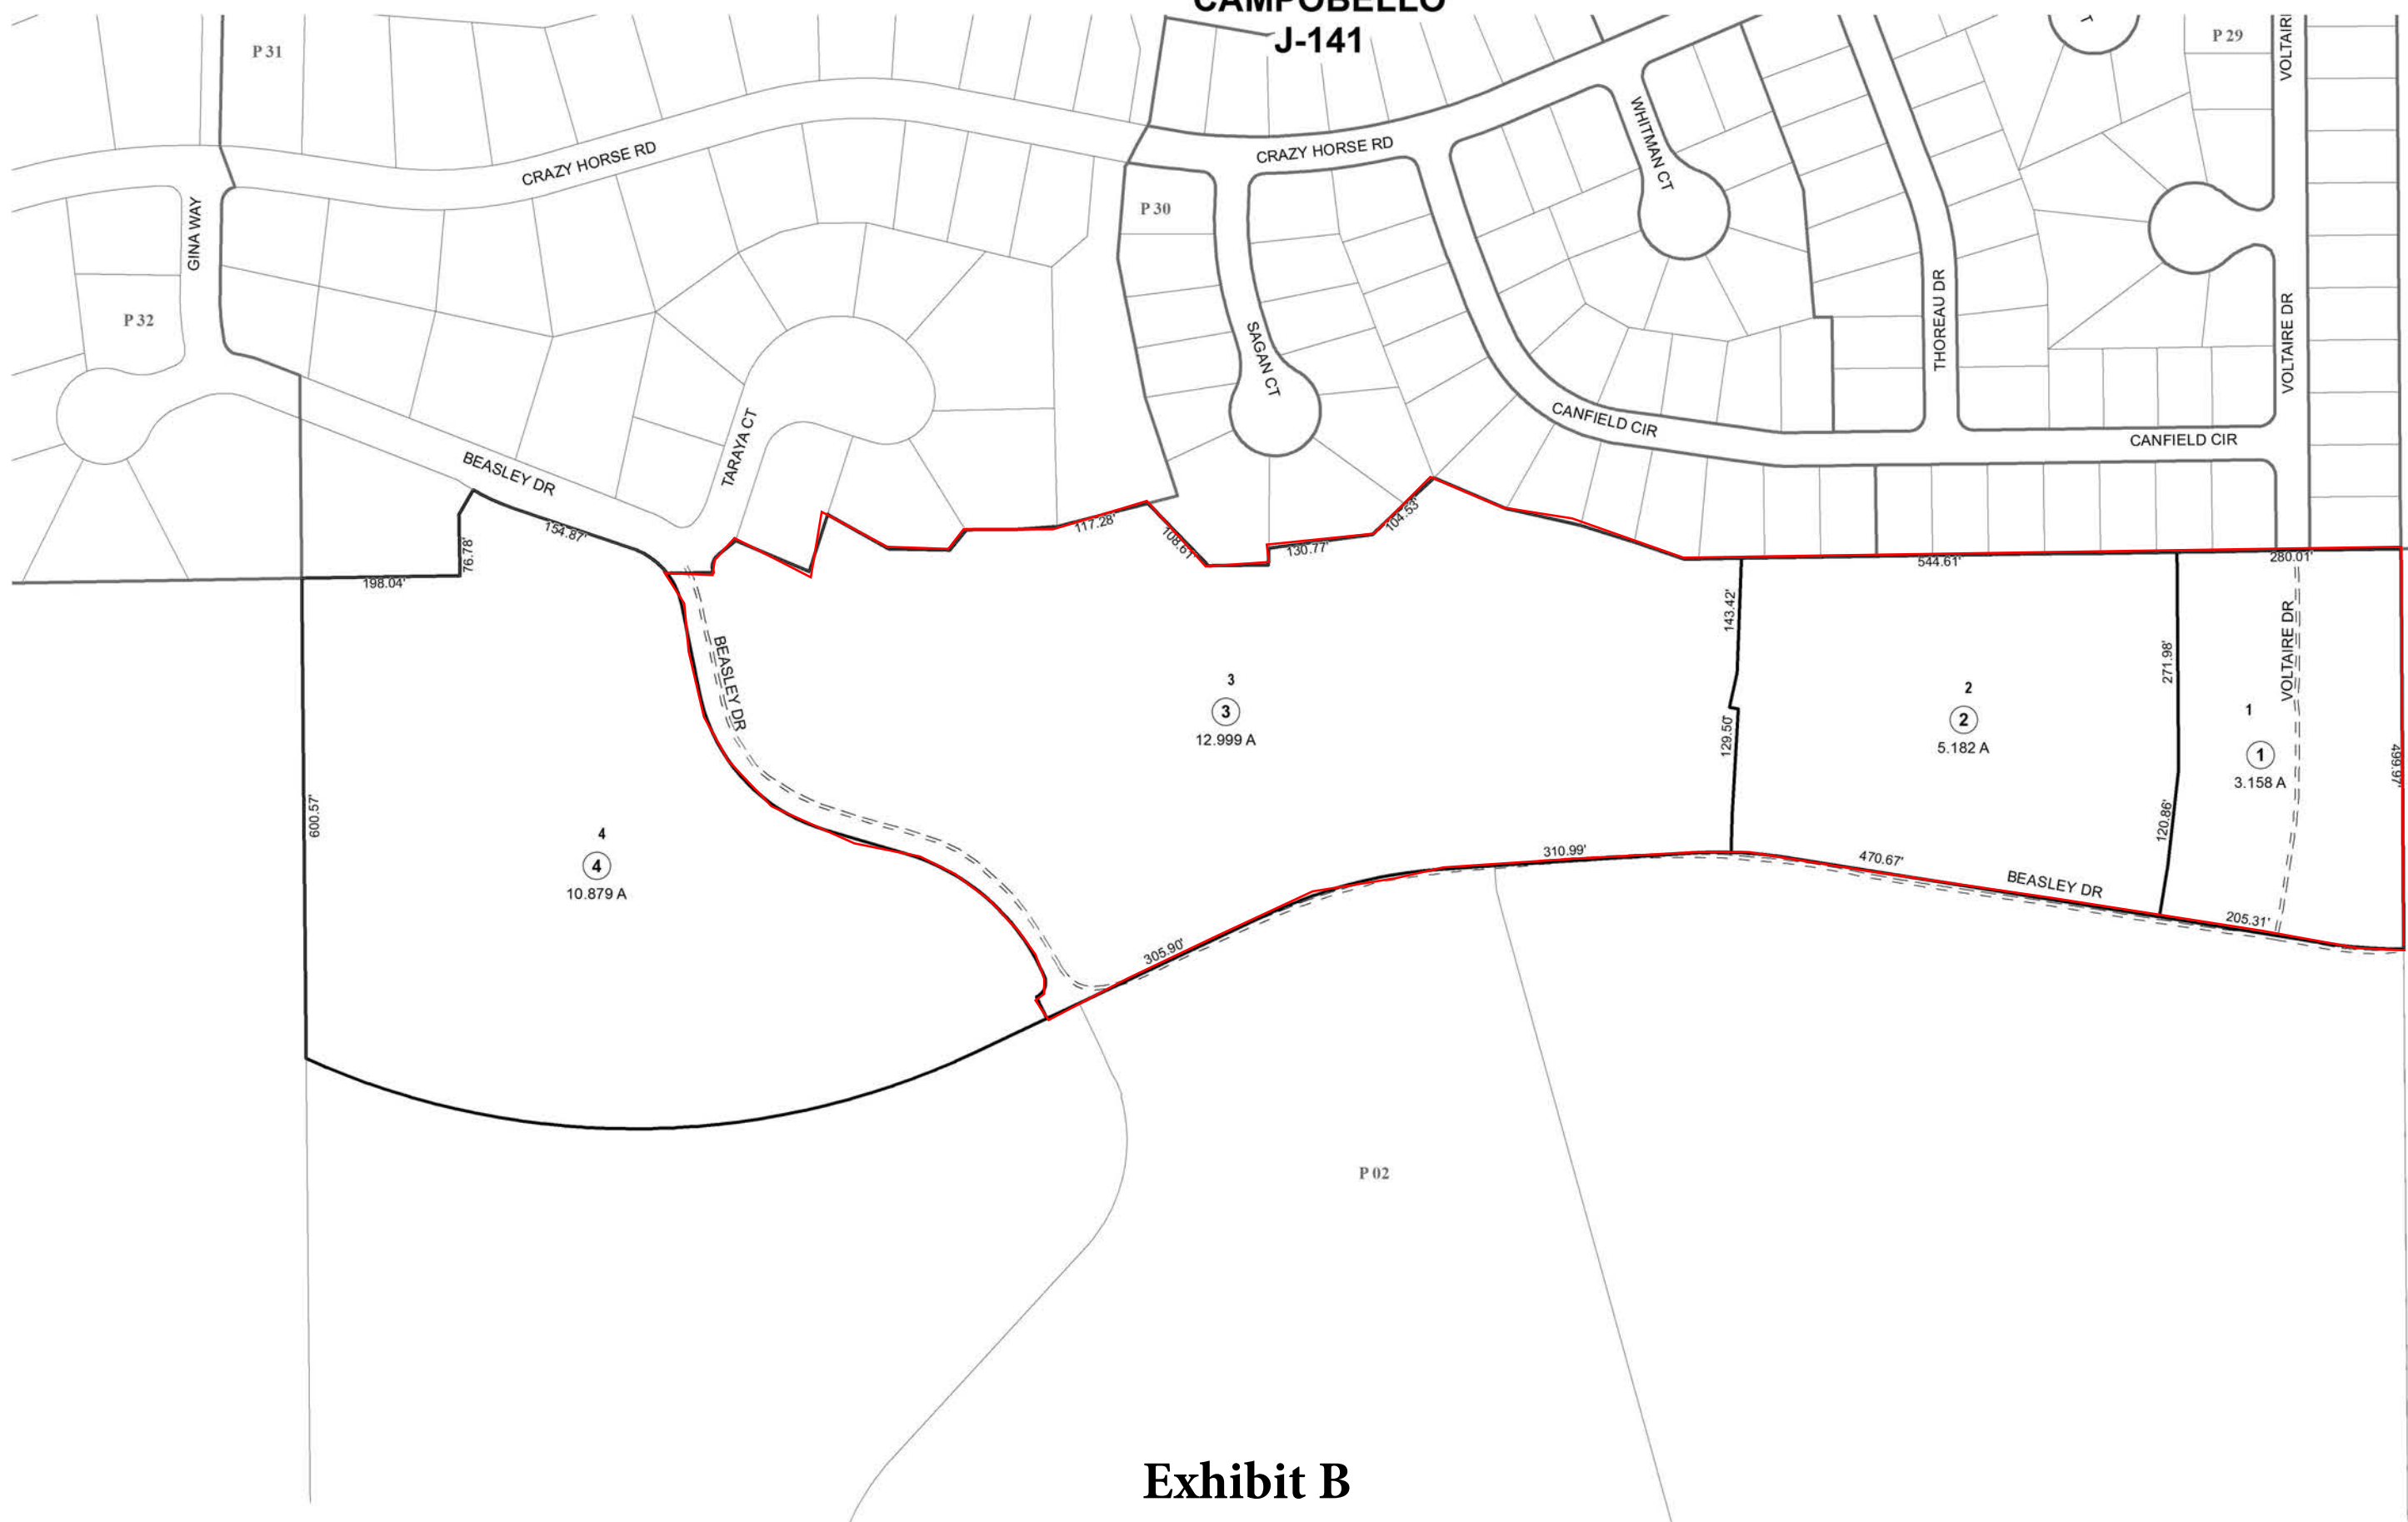 CAMPOBELLO
J-141
P 31
P 29
VOLTAIRE
CRAZY HORSE RD
CRAZY HORSE RD
WHITMAN CT
P 30
GINA WAY
P 32
SAGAN CT
THOREAU DR
VOLTAIRE DR
TARAYA CT
CANFIELD CIR
CANFIELD CIR
BEASLEY DR
154.87'
76.78'
198.04'
117.28'
108.61'
130.77'
104.53'
544.61'
280.01'
143.42'
BEASLEY DR
VOLTAIRE DR
271.98'
3
3
12.999 A
2
2
5.182 A
1
1
3.158 A
129.50'
499.97'
600.57'
4
4
10.879 A
120.86'
310.99'
470.67'
BEASLEY DR
205.31'
305.90'
P 02
Exhibit B